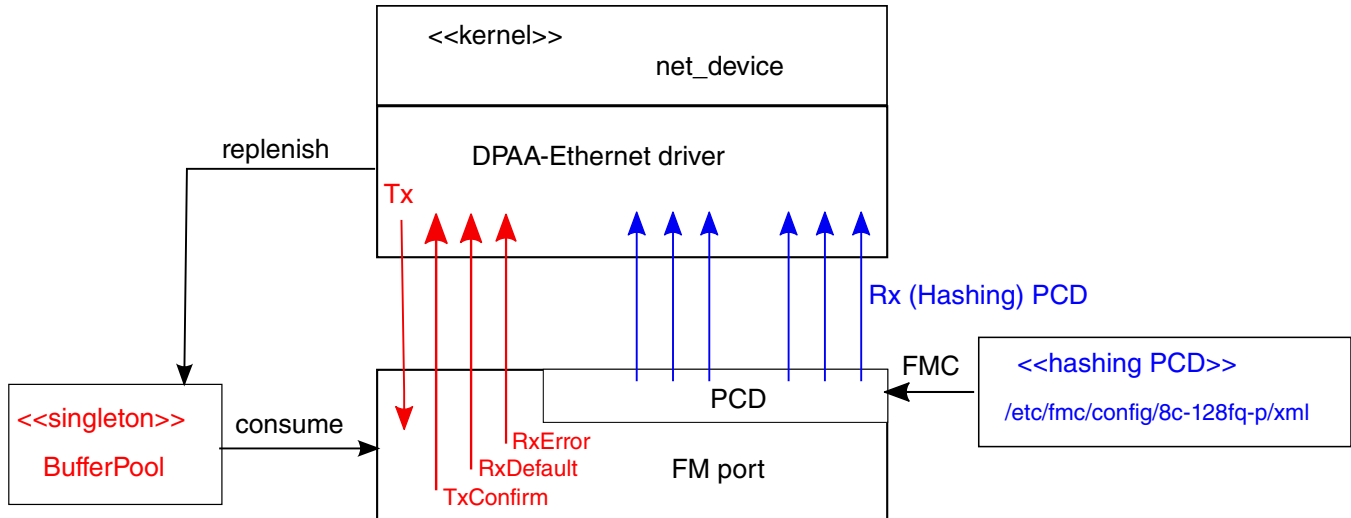 <<kernel>>
net_device
replenish
DPAA-Ethernet driver
Tx
Rx (Hashing) PCD
FMC
<<hashing PCD>>
/etc/fmc/config/8c-128fq-p/xml
PCD
<<singleton>>
BufferPool
consume
RxError
RxDefault
TxConfirm
FM port